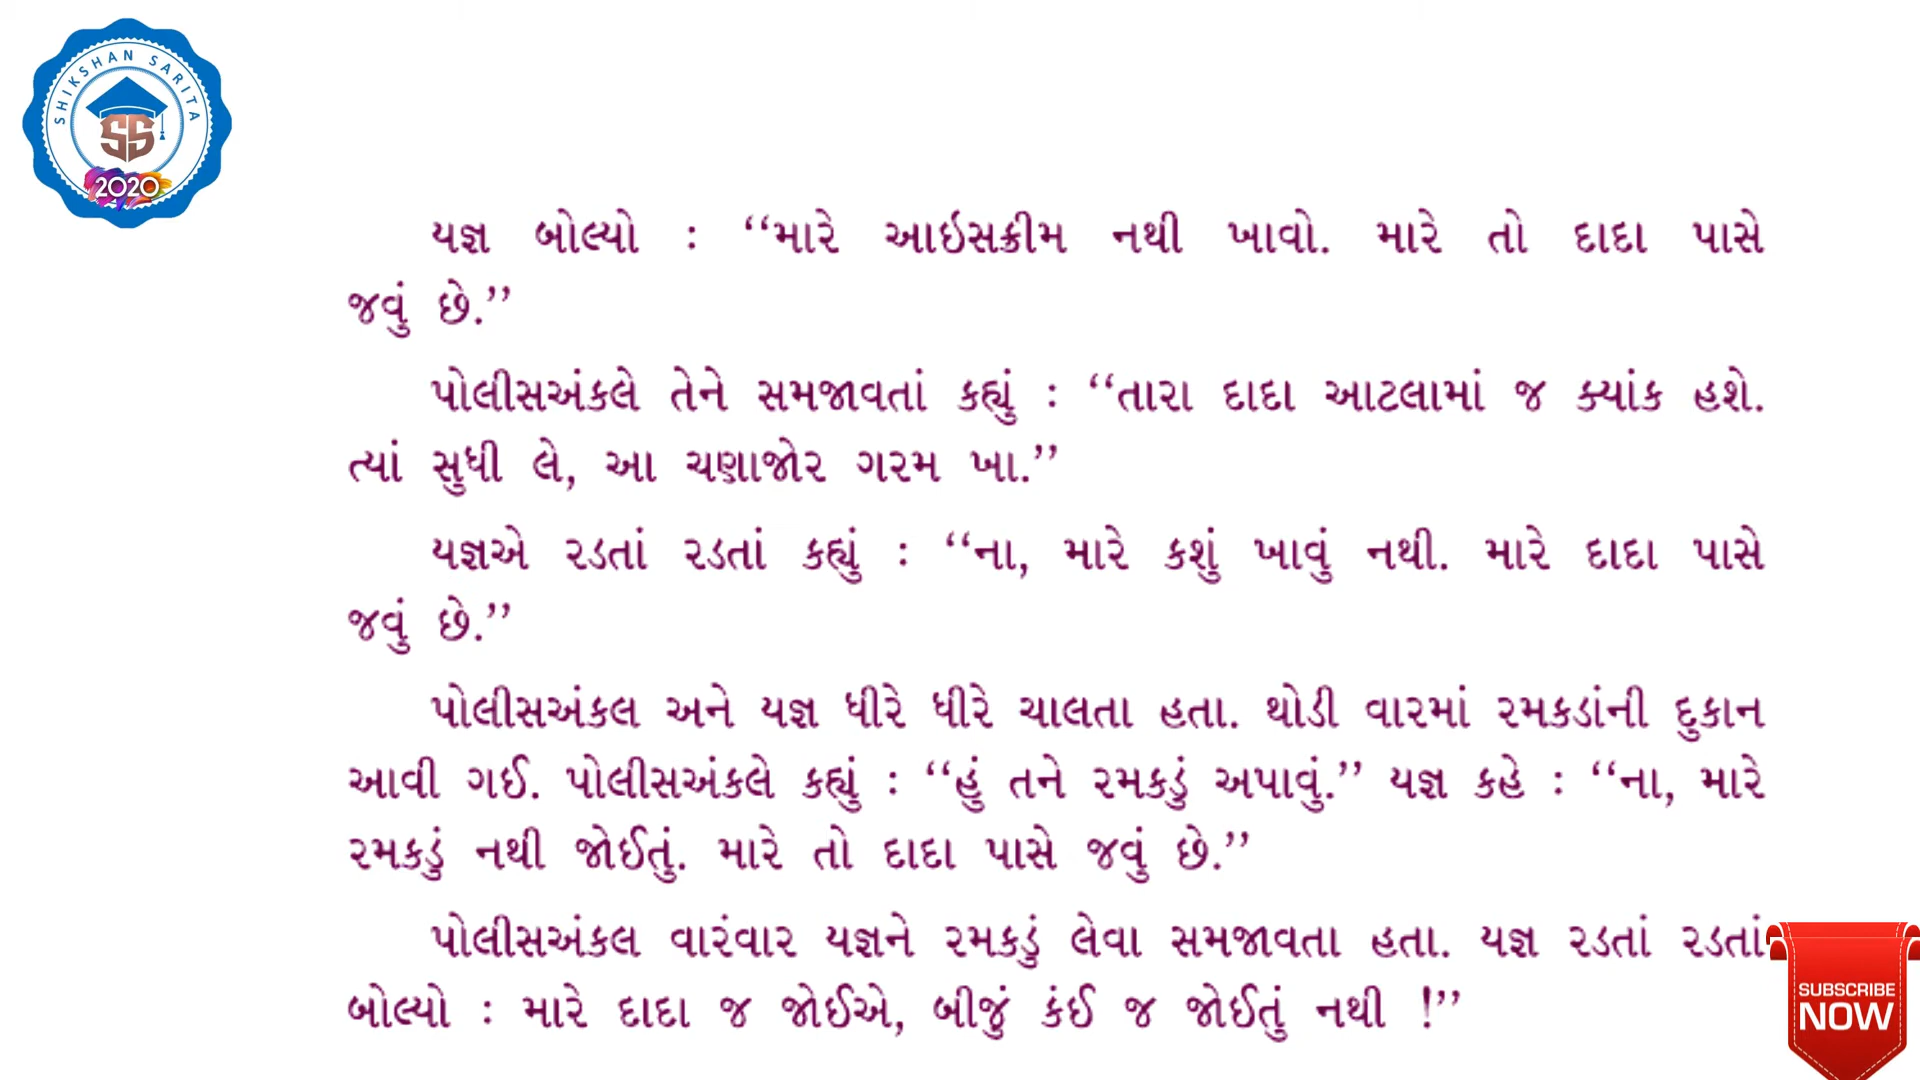 SHIKSHAN SARITA
SS
2020
યજ્ઞ બોલ્યો : ‘‘મારે આઇસક્રીમ નથી ખાવો. મારે તો દાદા પાસે
જવું છે.’’
પોલીસઅંકલે તેને સમજાવતાં કહ્યું : ‘‘તારા દાદા આટલામાં જ ક્યાંક હશે.
ત્યાં સુધી લે, આ ચણાજોર ગરમ ખા.’’
યજ્ઞએ રડતાં રડતાં કહ્યું : ‘‘ના, મારે કશું ખાવું નથી. મારે દાદા પાસે
જવું છે.’’
પોલીસઅંકલ અને યજ્ઞ ધીરે ધીરે ચાલતા હતા. થોડી વારમાં રમકડાંની દુકાન
આવી ગઈ. પોલીસઅંકલે કહ્યું : ‘‘હું તને રમકડું અપાવું.’’ યજ્ઞ કહે : ‘‘ના, મારે
રમકડું નથી જોઈતું. મારે તો દાદા પાસે જવું છે.’’
પોલીસઅંકલ વારંવાર યજ્ઞને રમકડું લેવા સમજાવતા હતા. યજ્ઞ રડતાં રડતાં
બોલ્યો : મારે દાદા જ જોઈએ, બીજું કંઈ જ જોઈતું નથી !’’
SUBSCRIBE
NOW